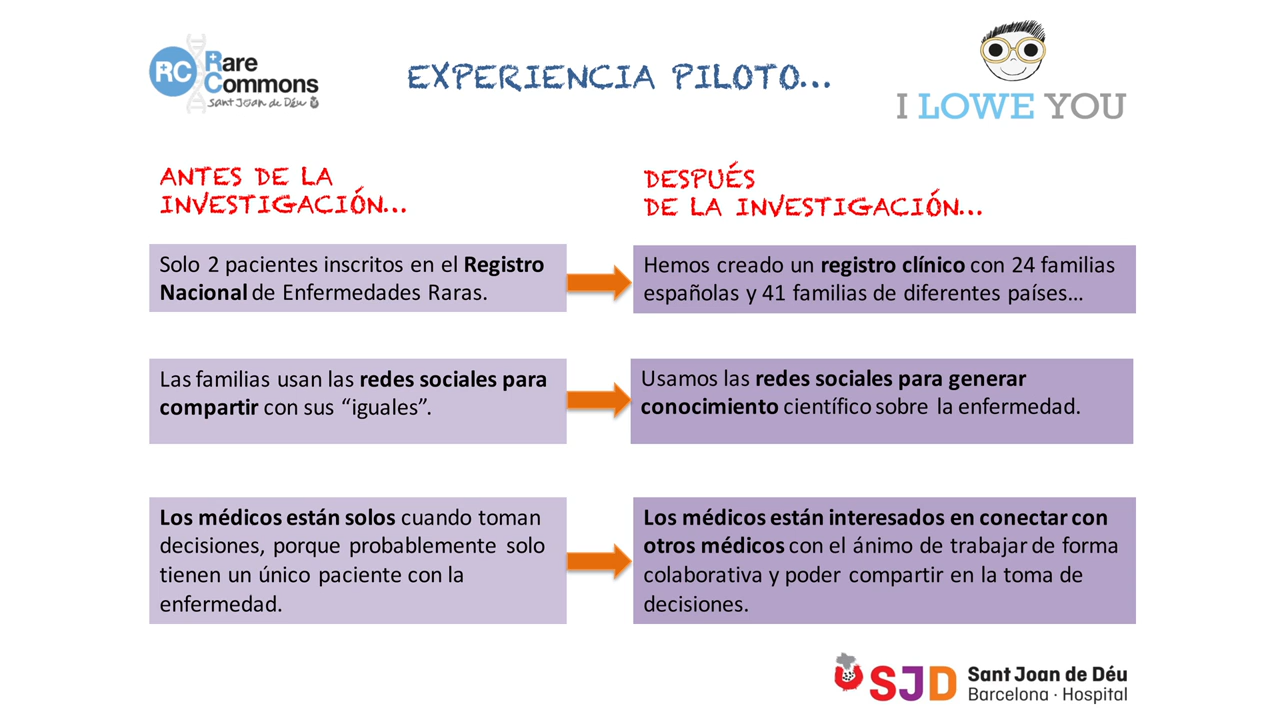 RC Rare
Commons
Sant Joan de Déu
EXPERIENCIA PILOTO...
I LOWE YOU
ANTES DE LA
INVESTIGACIÓN...
DESPUÉS
DE LA INVESTIGACIÓN...
Solo 2 pacientes inscritos en el Registro
Nacional de Enfermedades Raras.
Hemos creado un registro clínico con 24 familias
españolas y 41 familias de diferentes países...
Las familias usan las redes sociales para
compartir con sus “iguales”.
Usamos las redes sociales para generar
conocimiento científico sobre la enfermedad.
Los médicos están solos cuando toman
decisiones, porque probablemente solo
tienen un único paciente con la
enfermedad.
Los médicos están interesados en conectar con
otros médicos con el ánimo de trabajar de forma
colaborativa y poder compartir en la toma de
decisiones.
SJD Sant Joan de Déu
Barcelona · Hospital